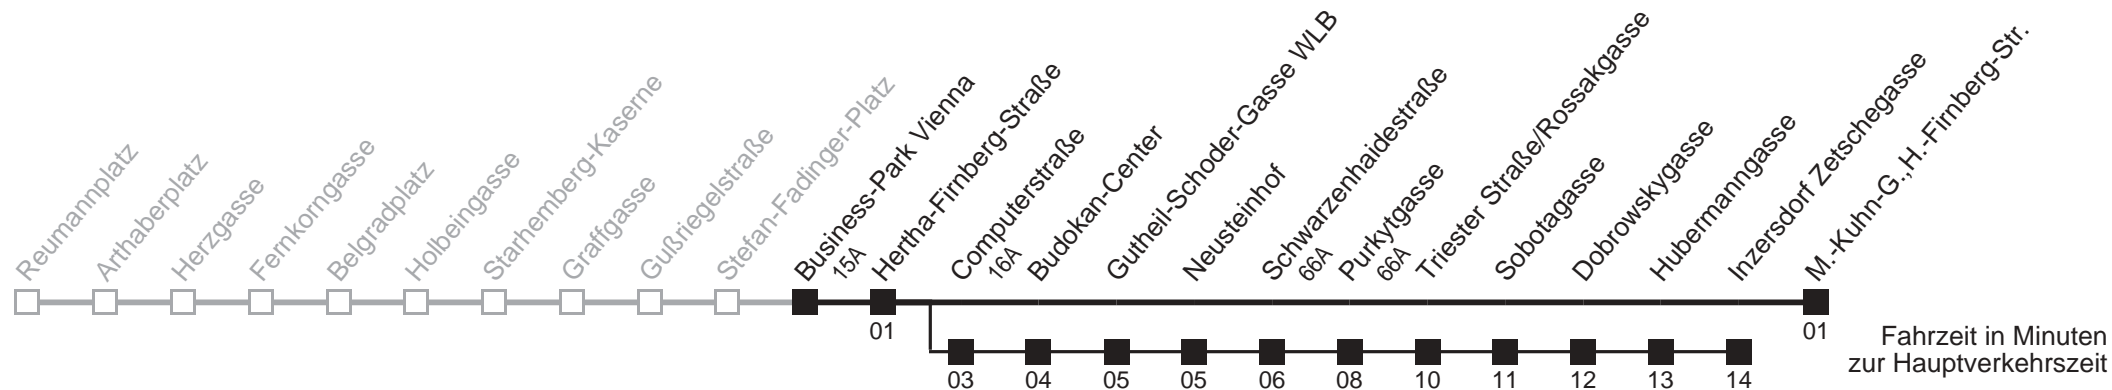 Reumannplatz
Arthaberplatz
Herzgasse
Fernkorngasse
Belgradplatz
Holbeingasse
Starhemberg-Kaserne
Graffgasse
Gußriegelstraße
Stefan-Fadinger-Platz
Business-Park Vienna
15A
Hertha-Firnberg-Straße
Computerstraße
16A
Budokan-Center
Gutheil-Schoder-Gasse WLB
Neusteinhof
Schwarzenhaidestraße
66A
Purkytgasse
66A
Triester Straße/Rossakgasse
Sobotagasse
Dobrowskygasse
Hubermanngasse
Inzersdorf Zetschegasse
M.-Kuhn-G.,H.-Firnberg-Str.
01
01
03
04
05
05
06
08
10
11
12
13
14
Fahrzeit in Minuten
zur Hauptverkehrszeit